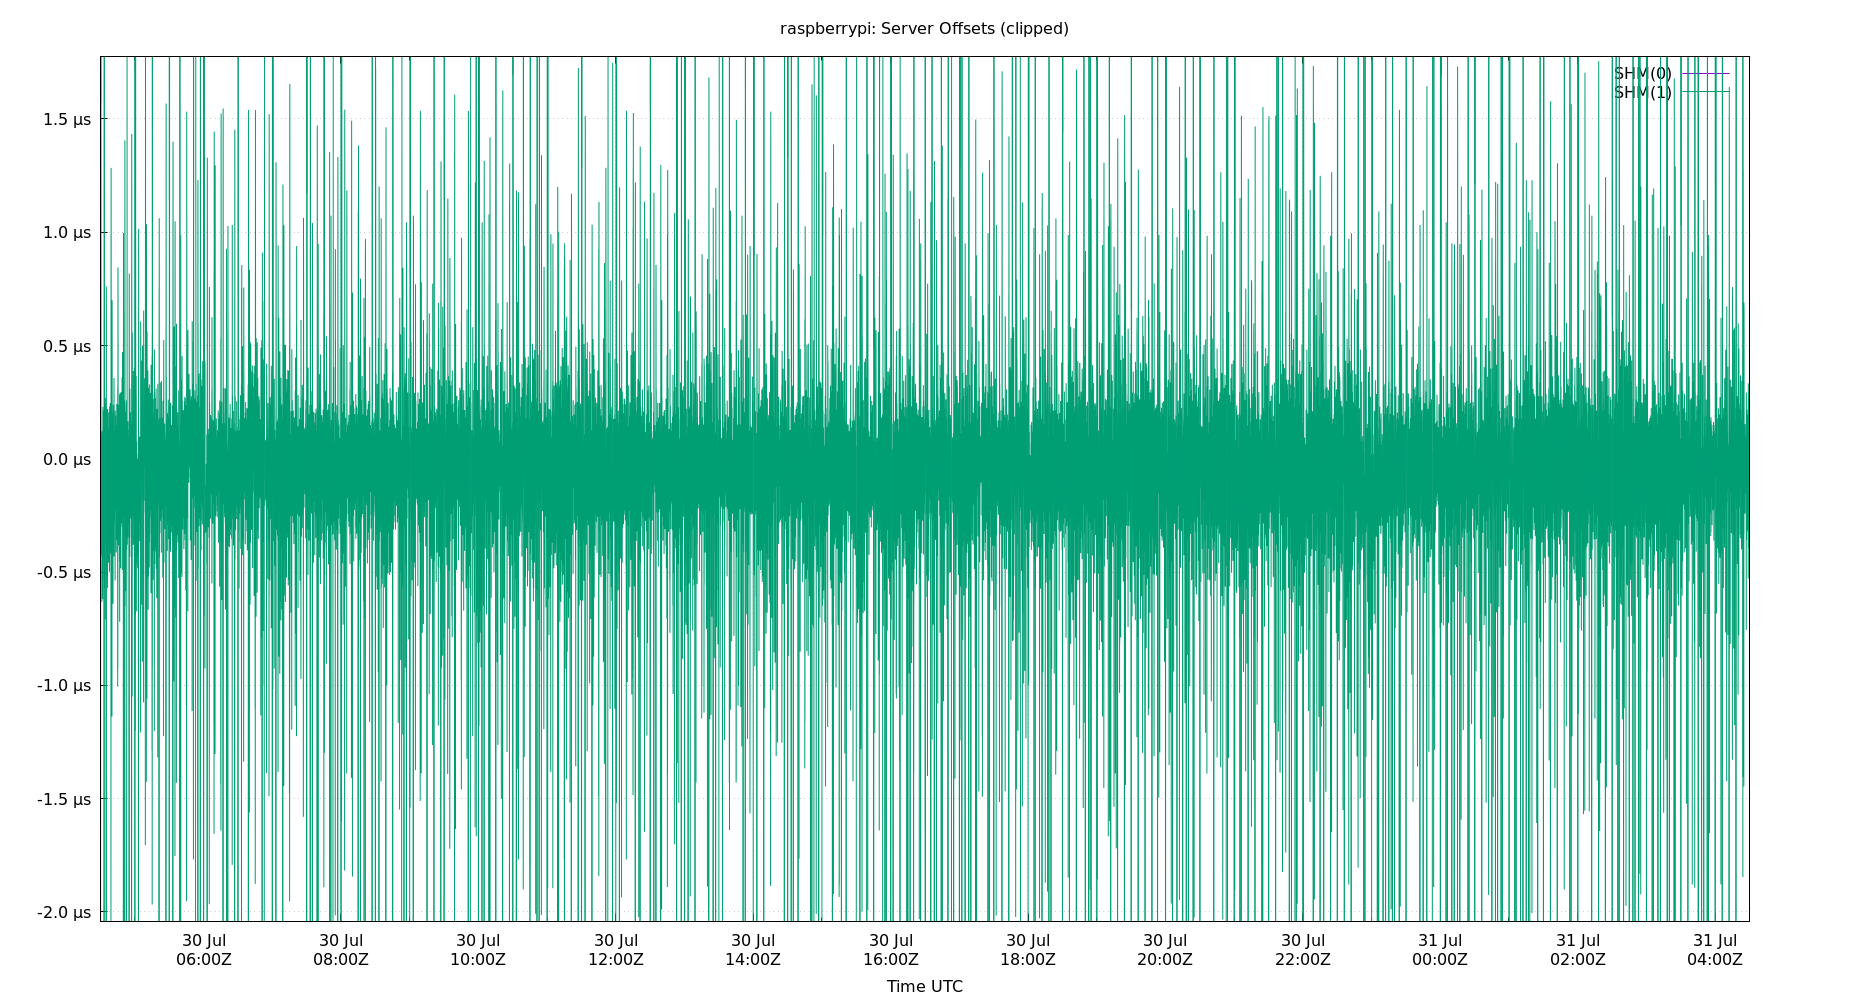 raspberrypi: Server Offsets (clipped)
SHM(0)
SHM(1)
1.5 µs
1.0 µs
0.5 µs
0.0 µs
-0.5 µs
-1.0 µs
-1.5 µs
-2.0 µs
30 Jul 30 Jul 30 Jul 30 Jul 30 Jul 30 Jul 30 Jul 30 Jul 30 Jul 31 Jul 31 Jul 31 Jul
06:00Z 08:00Z 10:00Z 12:00Z 14:00Z 16:00Z 18:00Z 20:00Z 22:00Z 00:00Z 02:00Z 04:00Z
Time UTC